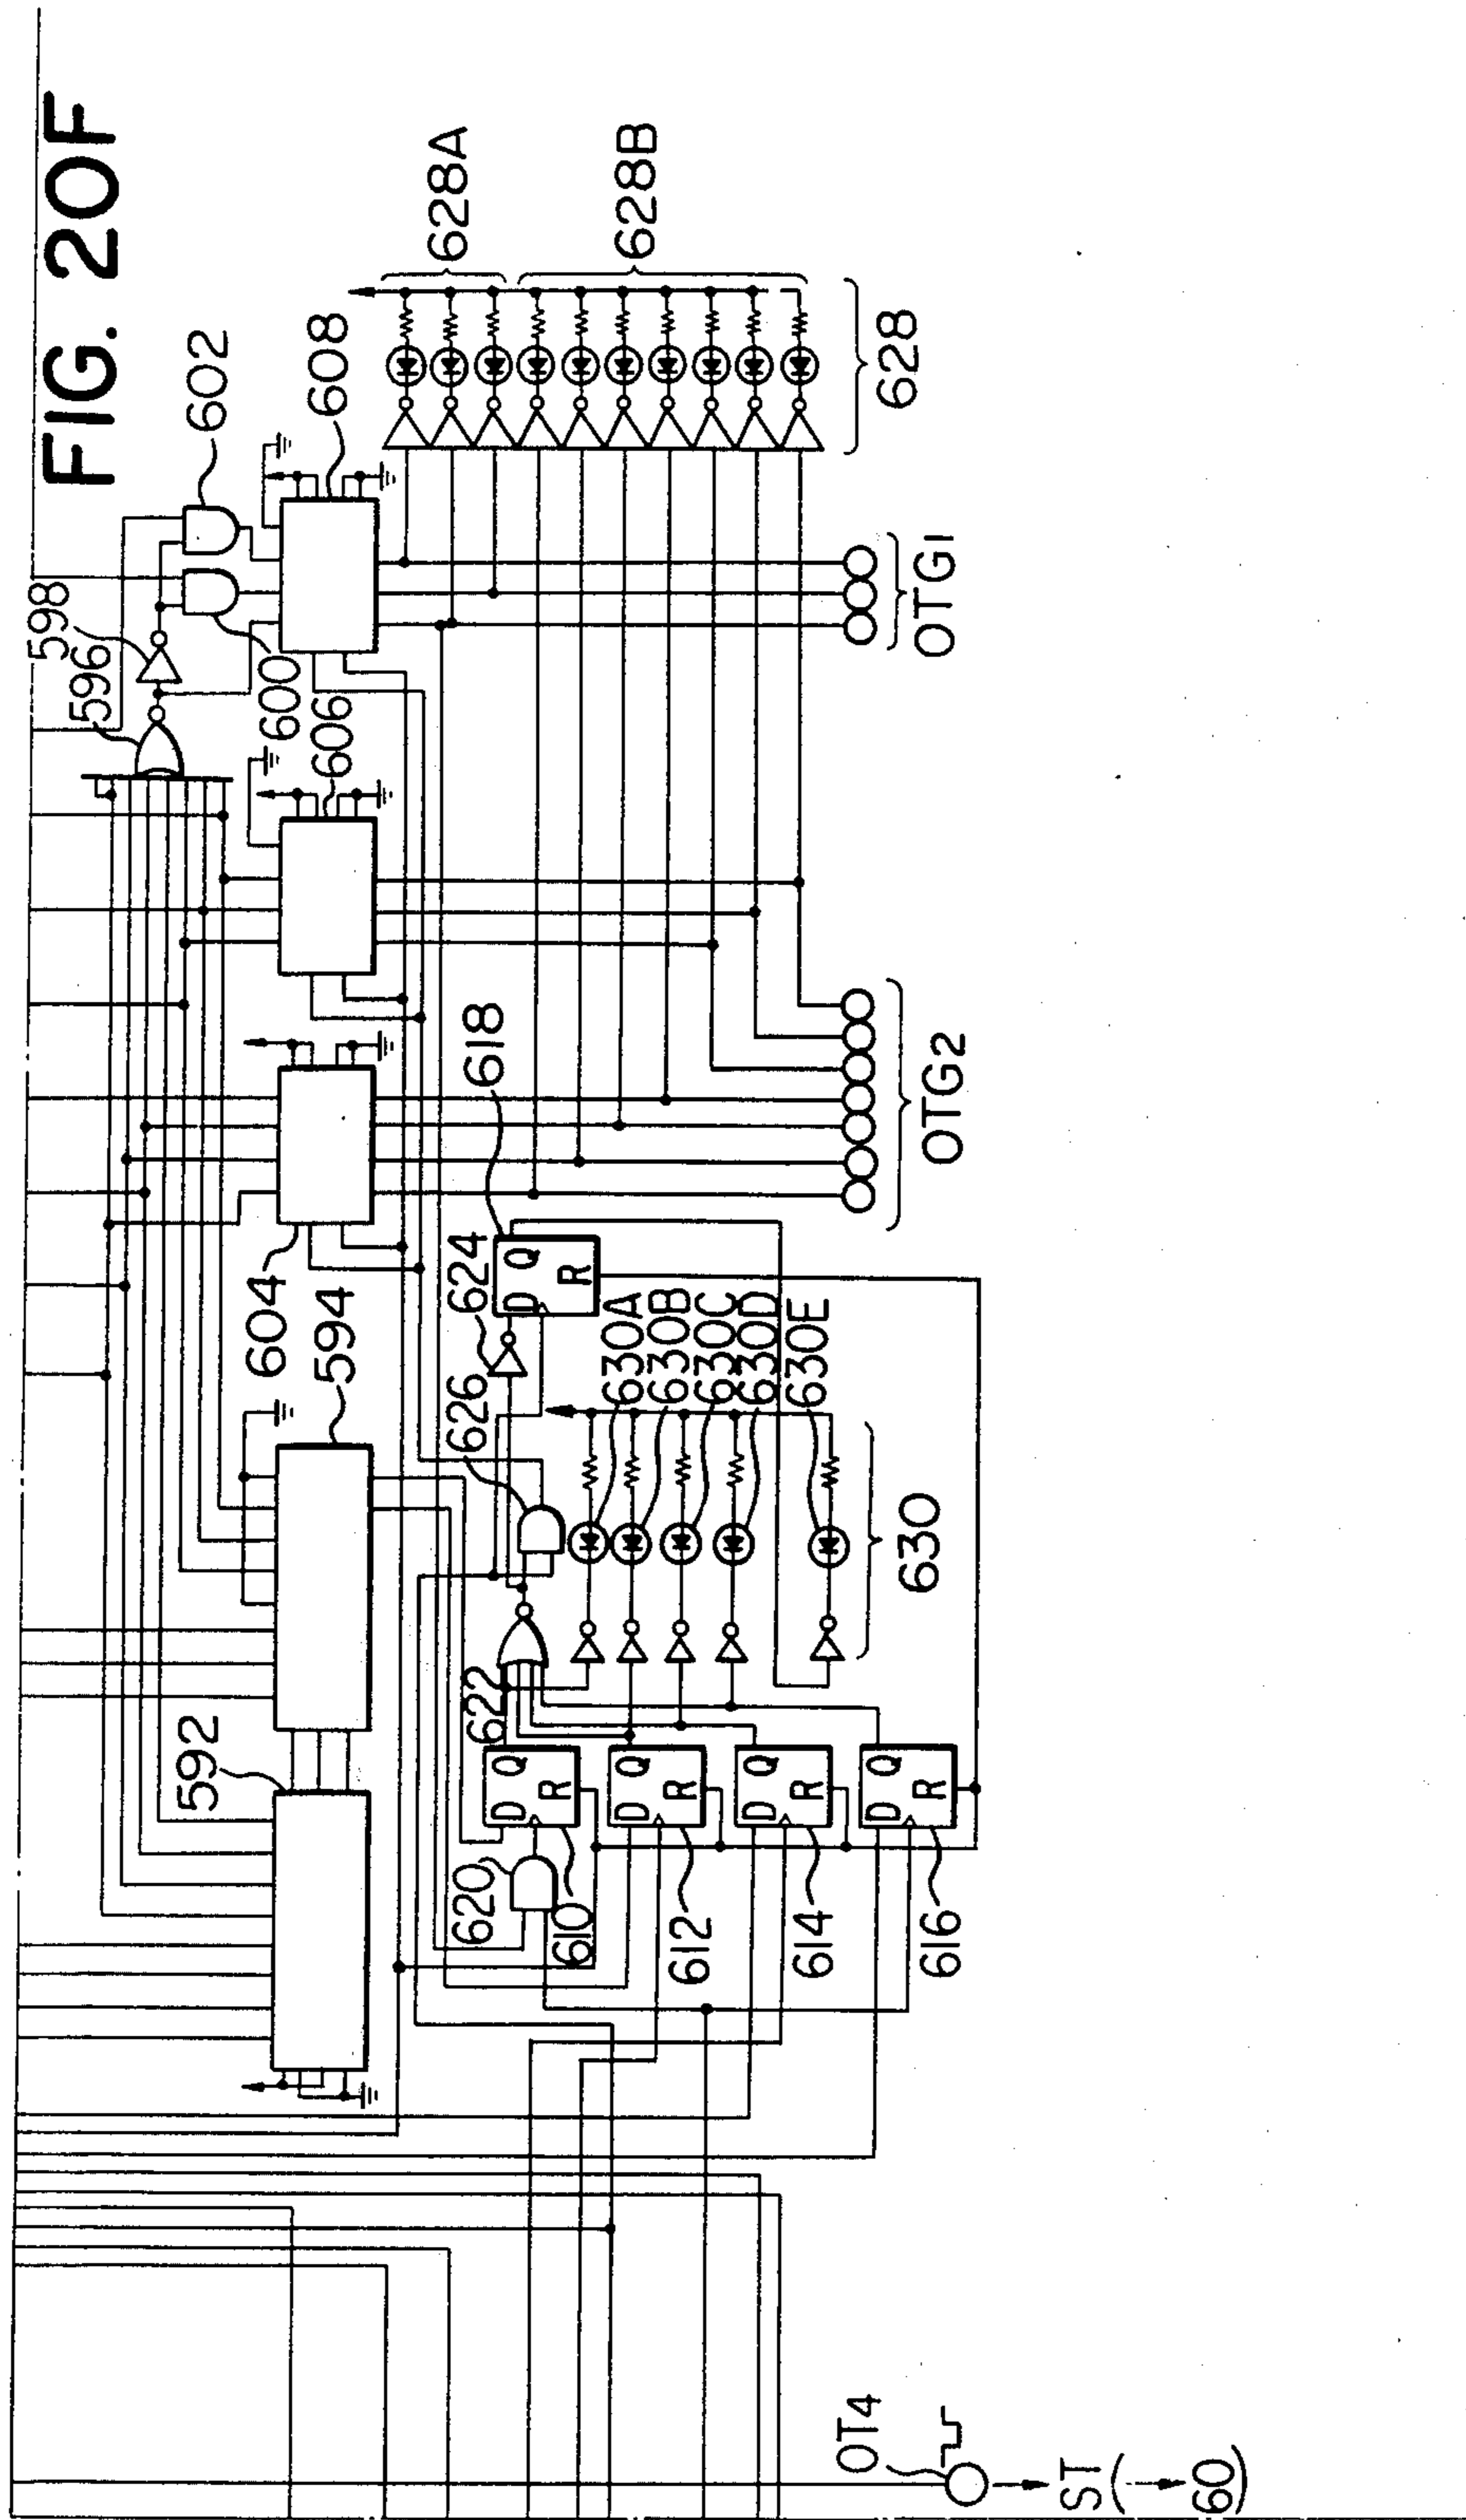 FIG. 20F
598
596
602
600
608
606
628A
628B
628
OTG1
604
594
618
OTG2
592
626
624
D Q
R
630A
630B
630C
630D
630E
630
622
620
610
D Q
R
612
D Q
R
614
D Q
R
616
D Q
R
OT4
ST (→ 60)